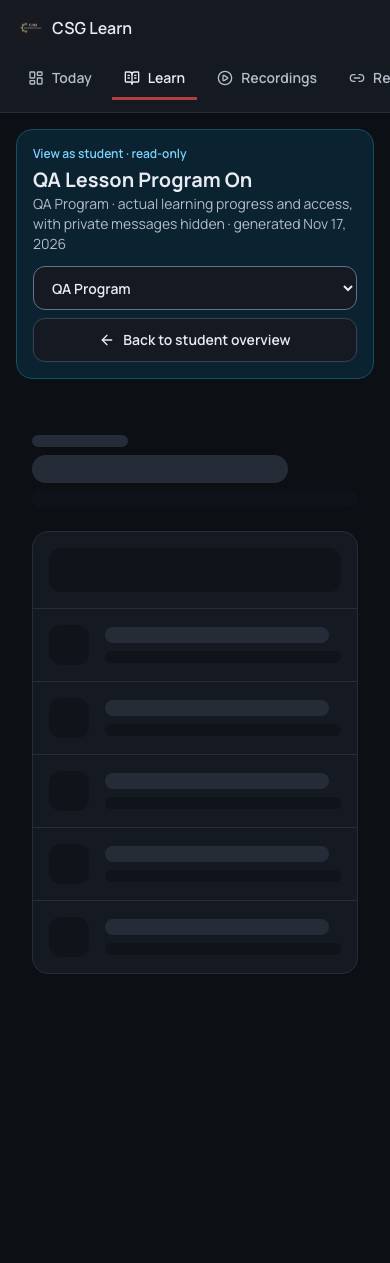 CSG Learn
Today
Learn
Recordings
Re
View as student · read-only
QA Lesson Program On
QA Program · actual learning progress and access,
with private messages hidden · generated Nov 17,
2026
QA Program
Back to student overview